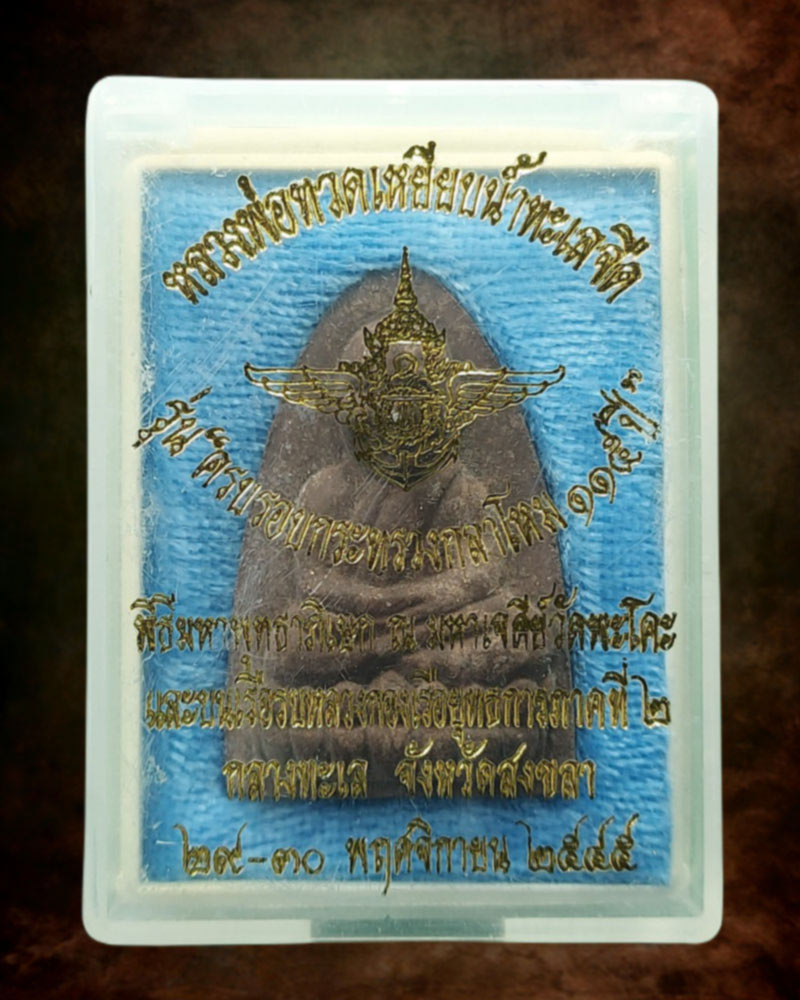 หลวงพ่อทวดเหยียบน้ำทะเลจืด
รุ่น "ครบรอบกระทรวงกลาโหม ๑๑๕ ปี"
พิธีมหาพุทธาภิเษก ณ มหาเจดีย์วัดพะโคะ
และบนเรือรบหลวงกองเรือยุทธการภาคที่ ๒
กลางทะเล จังหวัดสงขลา
๒๙-๓๐ พฤศจิกายน ๒๕๔๕